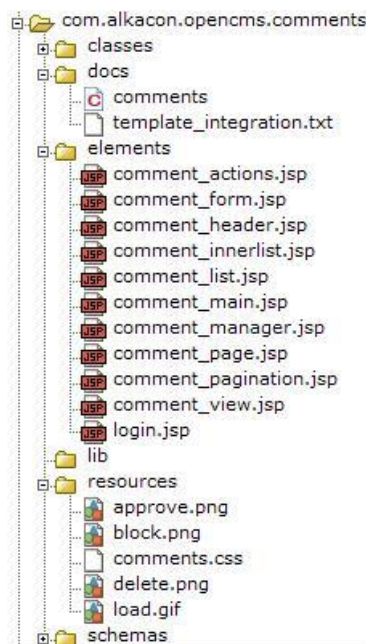 com.alkacon.opencms.comments
classes
docs
comments
template_integration.txt
elements
comment_actions.jsp
comment_form.jsp
comment_header.jsp
comment_innerlist.jsp
comment_list.jsp
comment_main.jsp
comment_manager.jsp
comment_page.jsp
comment_pagination.jsp
comment_view.jsp
login.jsp
lib
resources
approve.png
block.png
comments.css
delete.png
load.gif
schemas